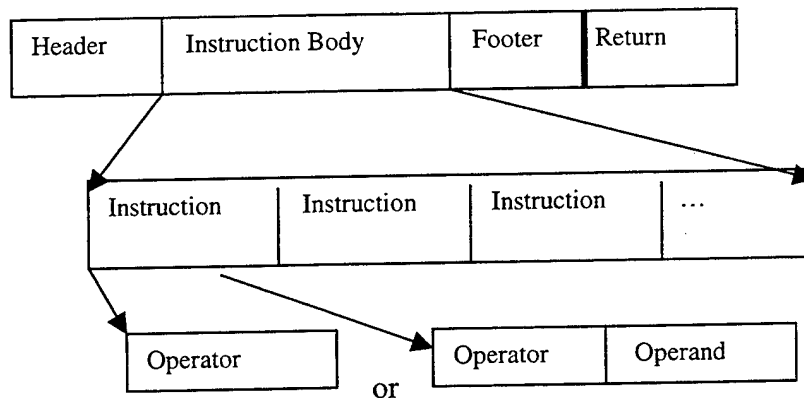 Header Instruction Body Footer Return
Instruction Instruction Instruction ...
Operator or Operator Operand